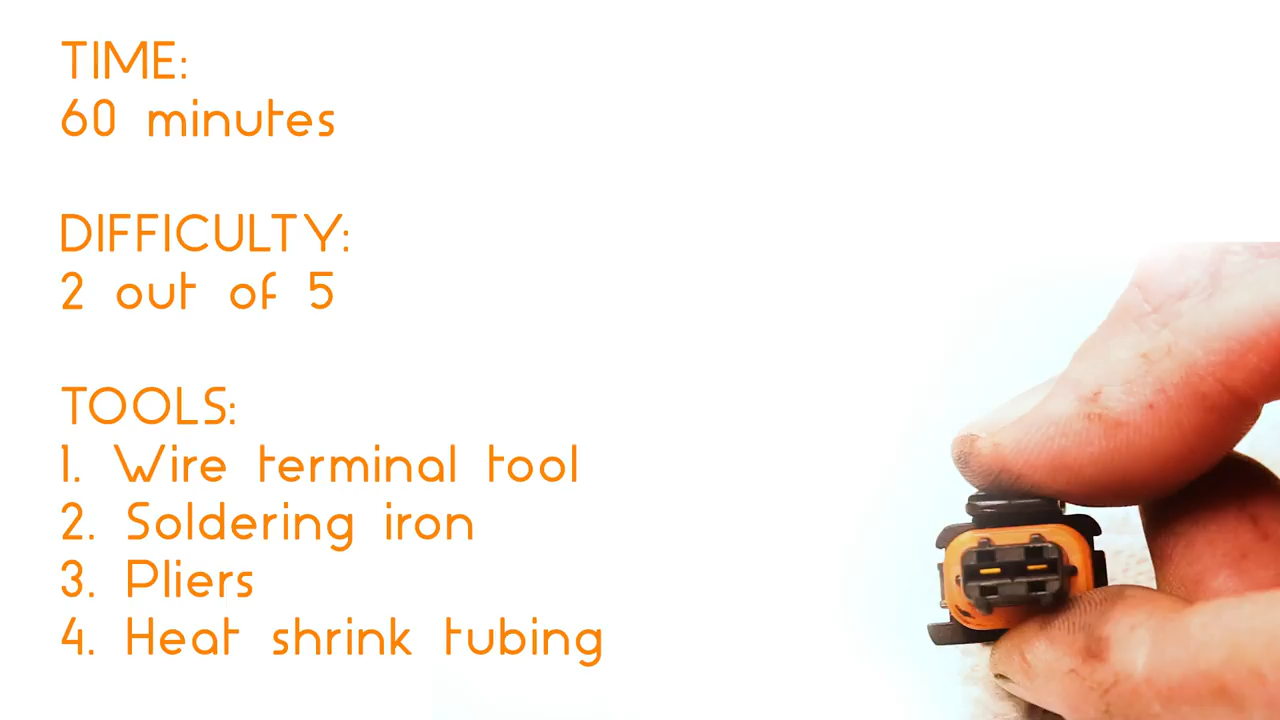 TIME:
60 minutes
DIFFICULTY:
2 out of 5
TOOLS:
1. Wire terminal tool
2. Soldering iron
3. Pliers
4. Heat shrink tubing